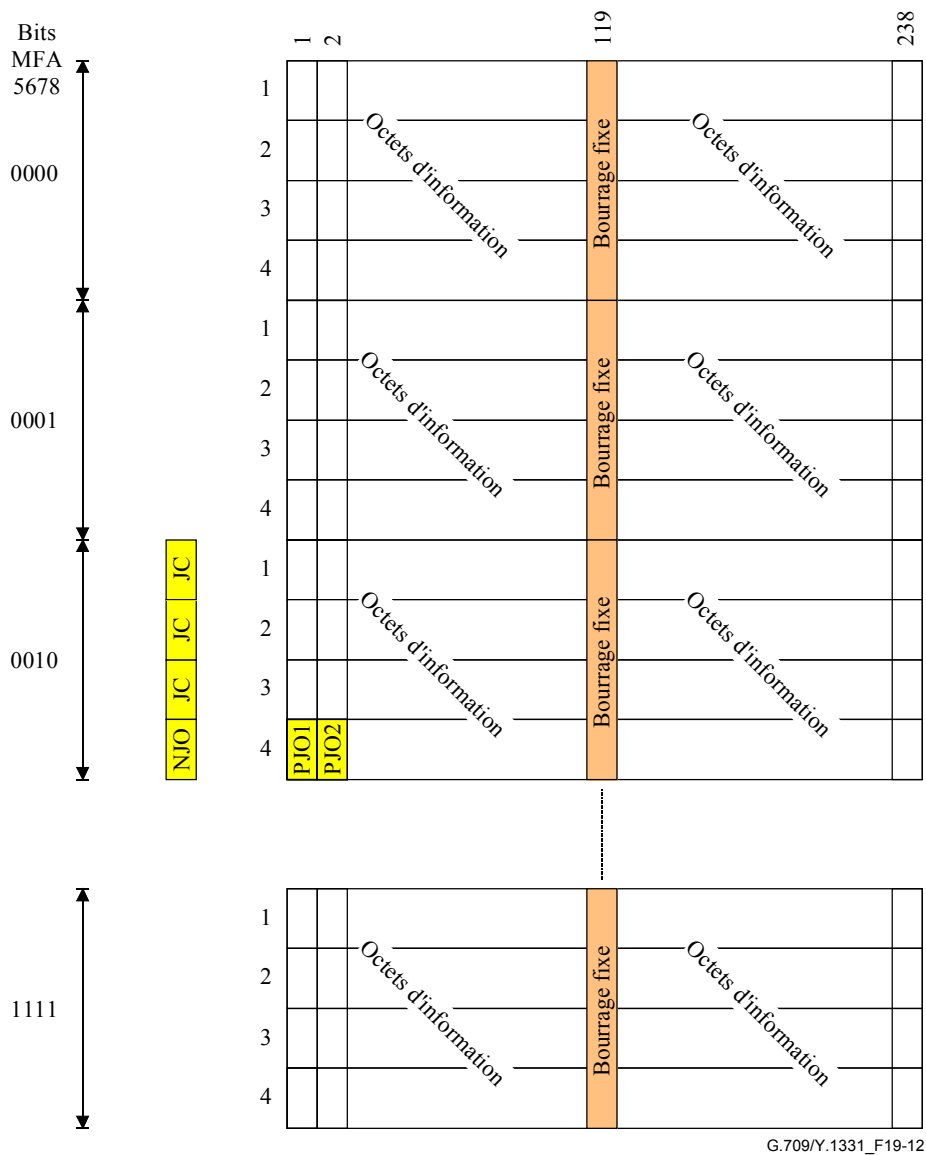 1
2
119
238
Bits
MFA
5678
0000
1
2
3
4
Octets d'information
Bourrage fixe
Octets d'information
0001
1
2
3
4
Octets d'information
Bourrage fixe
Octets d'information
0010
JC
JC
JC
NJO
1
2
3
4
PJO1
PJO2
Octets d'information
Bourrage fixe
Octets d'information
1111
1
2
3
4
Octets d'information
Bourrage fixe
Octets d'information
G.709/Y.1331_F19-12